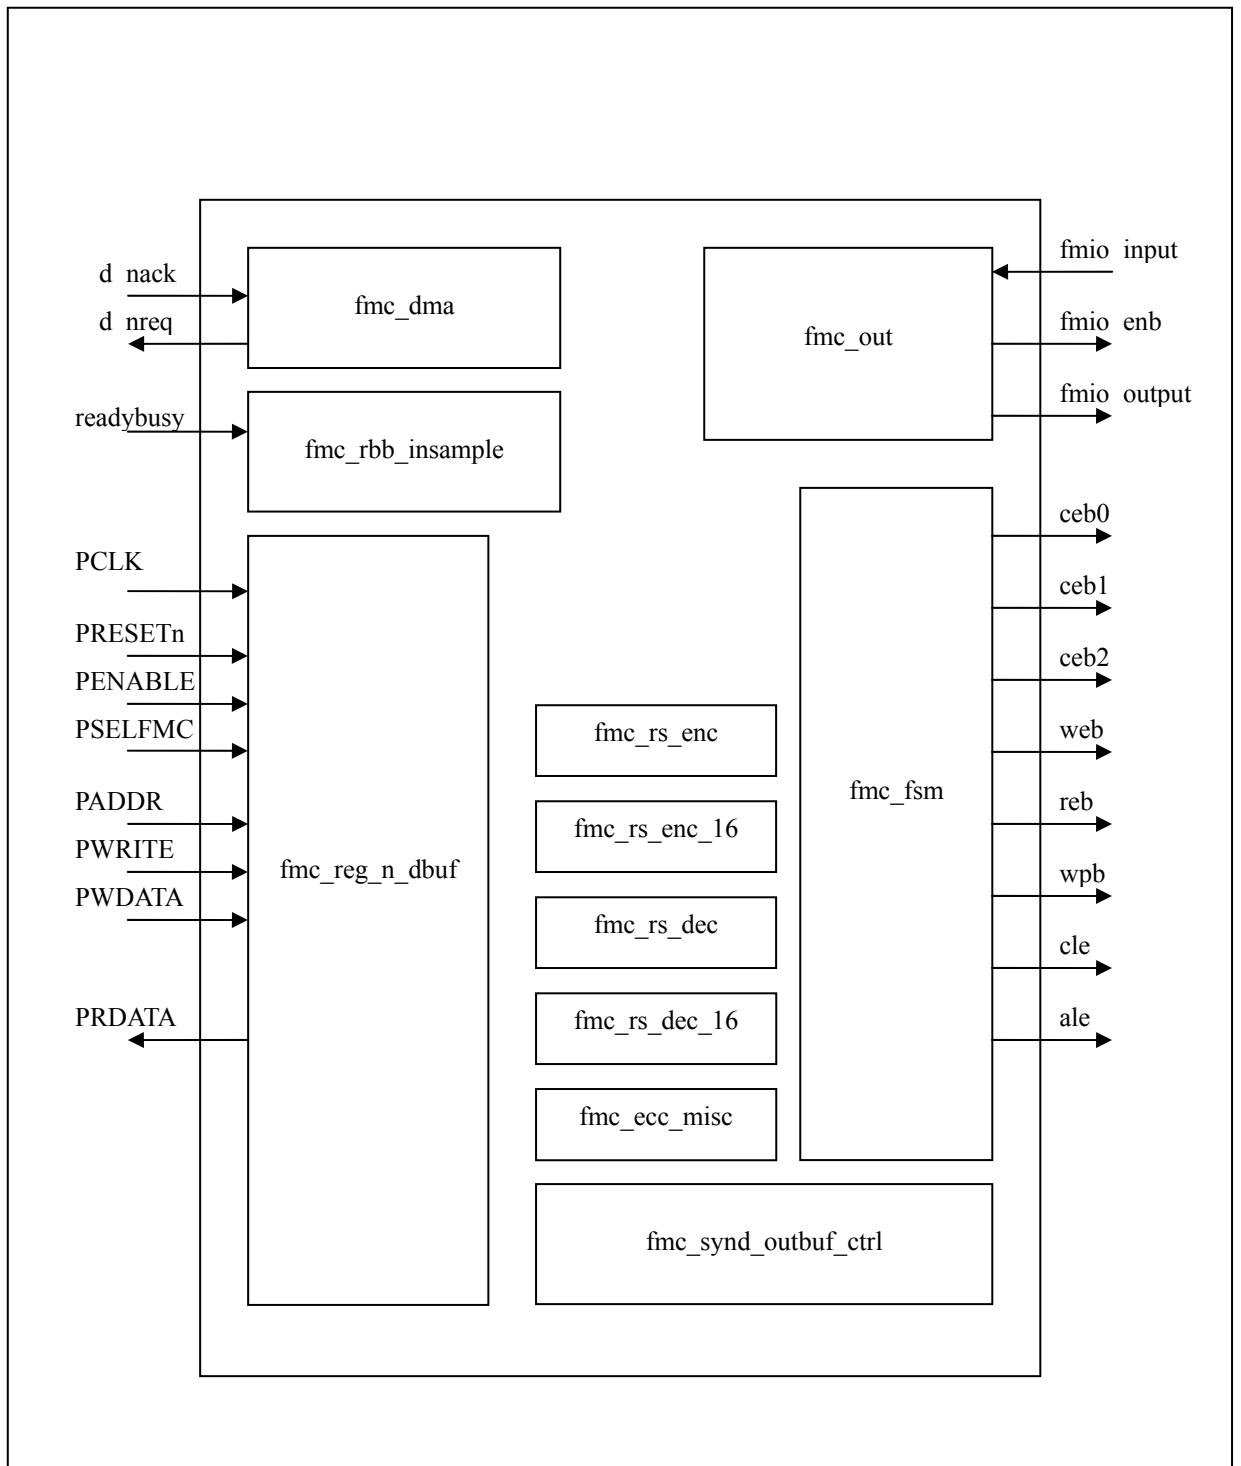 d nack
d nreq
readybusy
PCLK
PRESETn
PENABLE
PSELFMC
PADDR
PWRITE
PWDATA
PRDATA
fmc_dma
fmc_rbb_insample
fmc_reg_n_dbuf
fmc_rs_enc
fmc_rs_enc_16
fmc_rs_dec
fmc_rs_dec_16
fmc_ecc_misc
fmc_synd_outbuf_ctrl
fmc_out
fmc_fsm
fmio input
fmio enb
fmio output
ceb0
ceb1
ceb2
web
reb
wpb
cle
ale